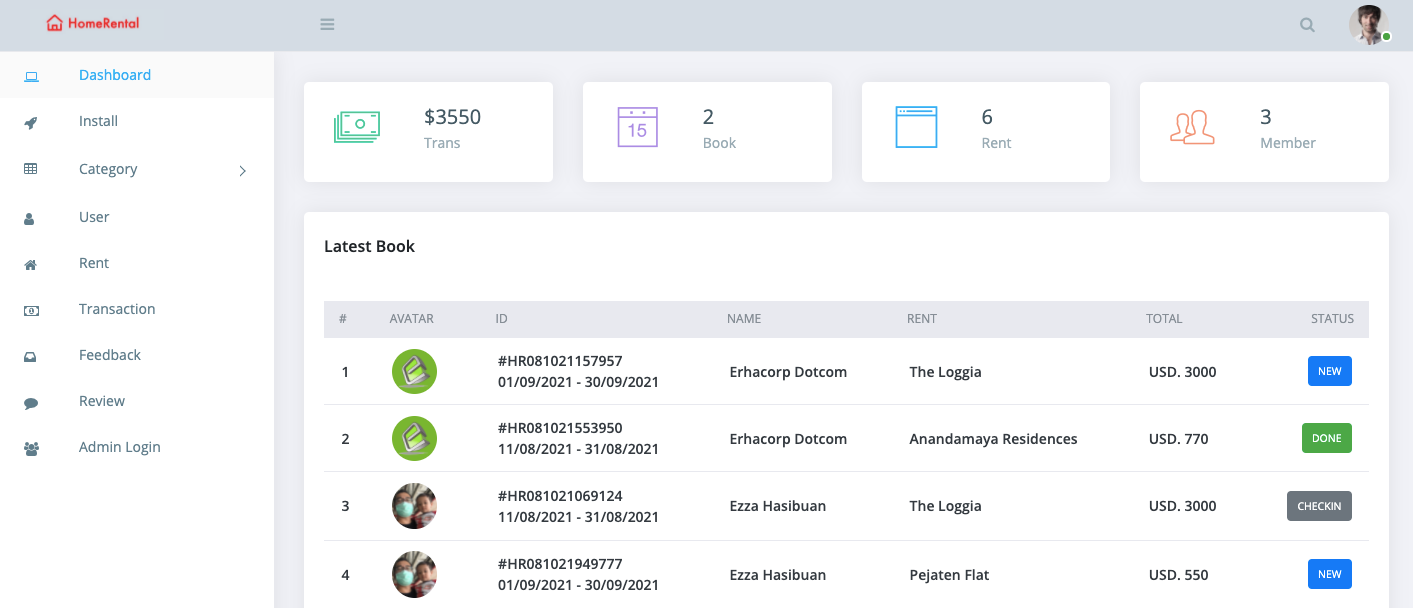 HomeRental
Dashboard
Install
Category
User
Rent
Transaction
Feedback
Review
Admin Login
$3550
Trans
15
2
Book
6
Rent
3
Member
Latest Book
# AVATAR ID NAME RENT TOTAL STATUS
1 #HR081021157957 Erhacorp Dotcom The Loggia USD. 3000 NEW
01/09/2021 - 30/09/2021
2 #HR081021553950 Erhacorp Dotcom Anandamaya Residences USD. 770 DONE
11/08/2021 - 31/08/2021
3 #HR081021069124 Ezza Hasibuan The Loggia USD. 3000 CHECKIN
11/08/2021 - 31/08/2021
4 #HR081021949777 Ezza Hasibuan Pejaten Flat USD. 550 NEW
01/09/2021 - 30/09/2021